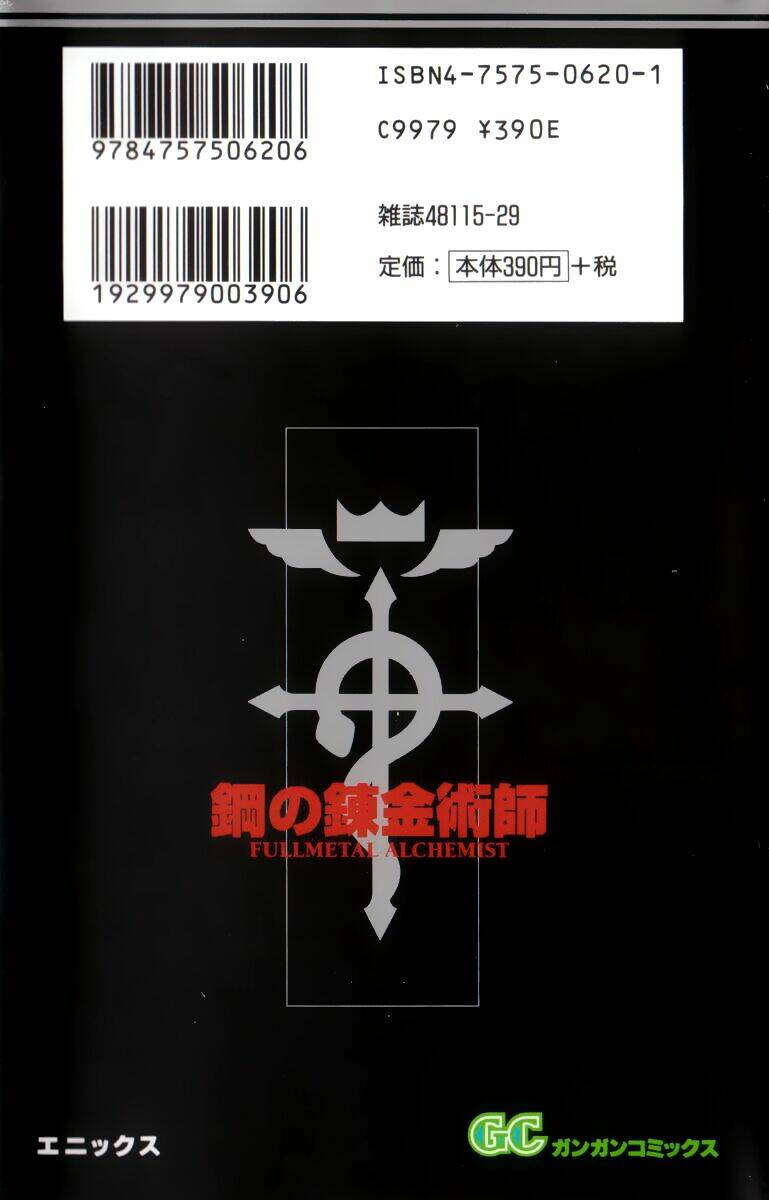 ISBN4-7575-0620-1
9784757506206
C9979 ¥390E
1929979003906
雑誌48115-29
定価：本体390円+税
鋼の錬金術師
FULLMETAL ALCHEMIST
エニックス
GC ガンガンコミックス